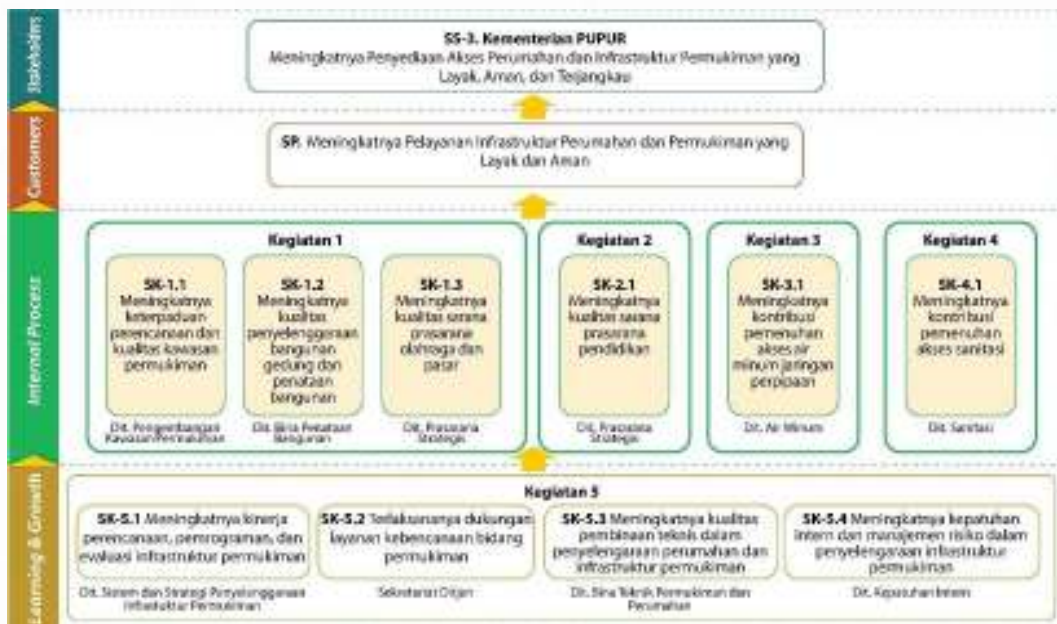 Stakeholders
SS-3. Kementerian PUPUR
Meningkatnya Penyediaan Akses Perumahan dan Infrastruktur Permukiman yang
Layak, Aman, dan Terjangkau
Customers
SP. Meningkatnya Pelayanan Infrastruktur Perumahan dan Permukiman yang
Layak dan Aman
Internal Process
Kegiatan 1
SK-1.1
Meningkatnya
keterpaduan
perencanaan dan
kualitas kawasan
permukiman
Dit. Pengembangan
Kawasan Permukiman
SK-1.2
Meningkatnya
kualitas
penyelenggaraan
bangunan
gedung dan
penataan
bangunan
Dit. Bina Penataan
Bangunan
SK-1.3
Meningkatnya
kualitas sarana
prasarana
olahraga dan
pasar
Dit. Prasarana
Strategis
Kegiatan 2
SK-2.1
Meningkatnya
kualitas sarana
prasarana
pendidikan
Dit. Prasarana
Strategis
Kegiatan 3
SK-3.1
Meningkatnya
kontribusi
pemenuhan
akses air
minum jaringan
perpipaan
Dit. Air Minum
Kegiatan 4
SK-4.1
Meningkatnya
kontribusi
pemenuhan
akses sanitasi
Dit. Sanitasi
Learning & Growth
Kegiatan 5
SK-5.1 Meningkatnya kinerja
perencanaan, pemrograman, dan
evaluasi infrastruktur permukiman
Dit. Sistem dan Strategi Penyelenggaraan
Infrastuktur Permukiman
SK-5.2 Terlaksananya dukungan
layanan kebencanaan bidang
permukiman
Sekretariat Ditjen
SK-5.3 Meningkatnya kualitas
pembinaan teknis dalam
penyelengaraan perumahan dan
infrastruktur permukiman
Dit. Bina Teknik Permukiman dan
Perumahan
SK-5.4 Meningkatnya kepatuhan
intern dan manajemen risiko dalam
penyelengaraan infrastruktur
permukiman
Dit. Kepatuhan Intern